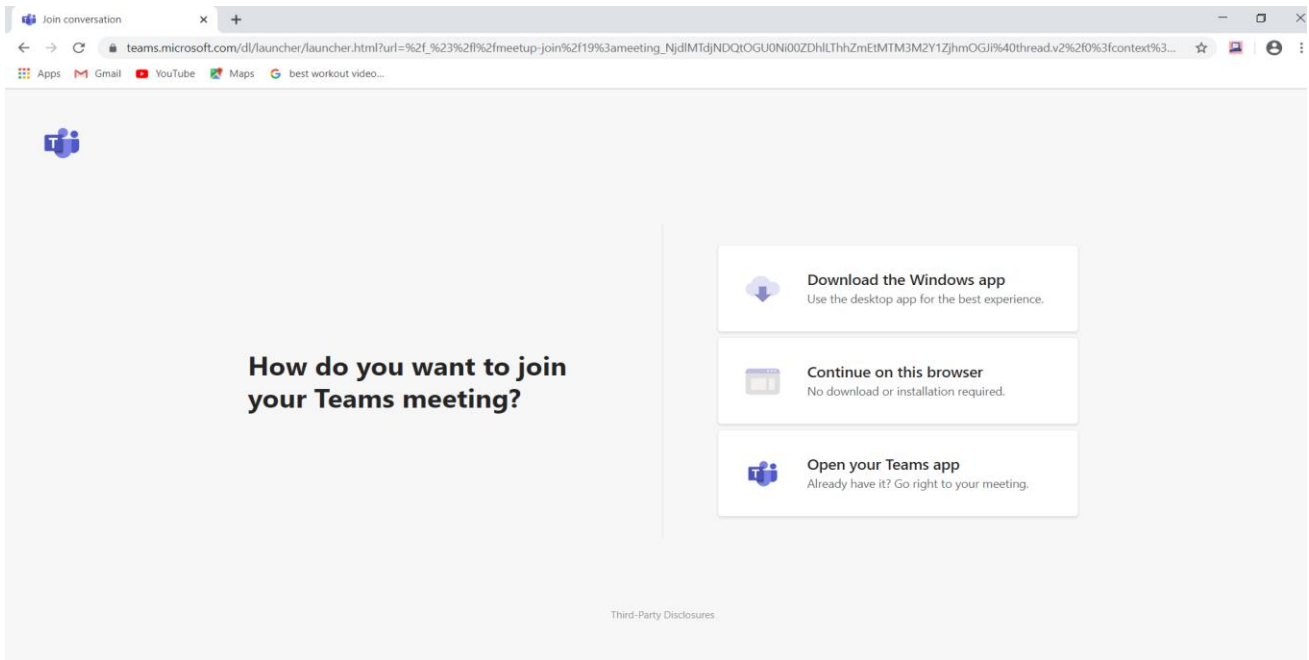 Join conversation
teams.microsoft.com/dl/launcher/launcher.html?url=%2f_%23%2fl%2fmeetup-join%2f19%3ameeting_NjdlMTdjNDQtOGU0Ni00ZDhlLThhZmEtMTM3M2Y1ZjhmOGJi%40thread.v2%2f0%3fcontext%3...
Apps Gmail YouTube Maps best workout video...
How do you want to join
your Teams meeting?
Download the Windows app
Use the desktop app for the best experience.
Continue on this browser
No download or installation required.
Open your Teams app
Already have it? Go right to your meeting.
Third-Party Disclosures